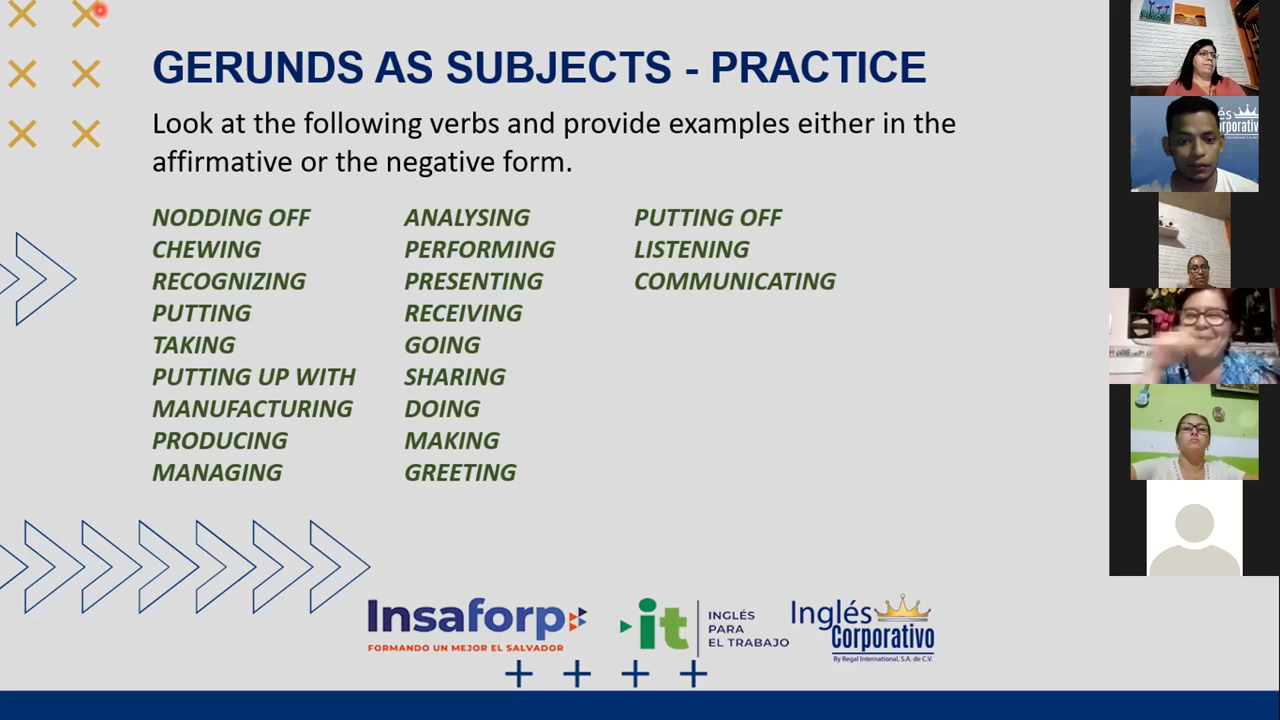 GERUNDS AS SUBJECTS - PRACTICE
Look at the following verbs and provide examples either in the
affirmative or the negative form.
NODDING OFF
CHEWING
RECOGNIZING
PUTTING
TAKING
PUTTING UP WITH
MANUFACTURING
PRODUCING
MANAGING
ANALYSING
PERFORMING
PRESENTING
RECEIVING
GOING
SHARING
DOING
MAKING
GREETING
PUTTING OFF
LISTENING
COMMUNICATING
Insaforp
FORMANDO UN MEJOR EL SALVADOR
it
INGLÉS
PARA
EL TRABAJO
Inglés
Corporativo
By Regal International, S.A. de C.V.